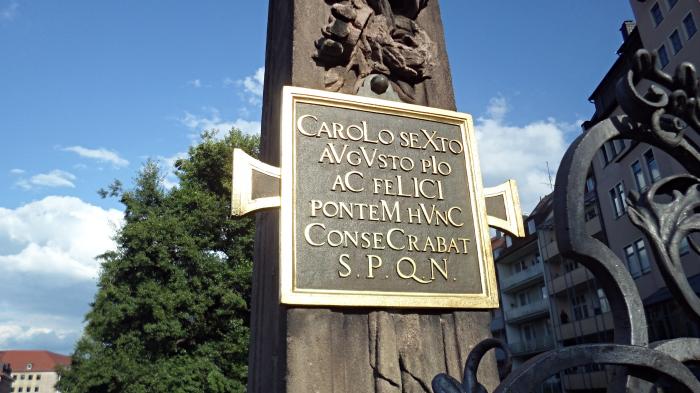 CAROLO SEXTO
AVGVSTO PIO
AC FELICI
PONTEM HVNC
CONSECRABAT
S. P. Q. N.